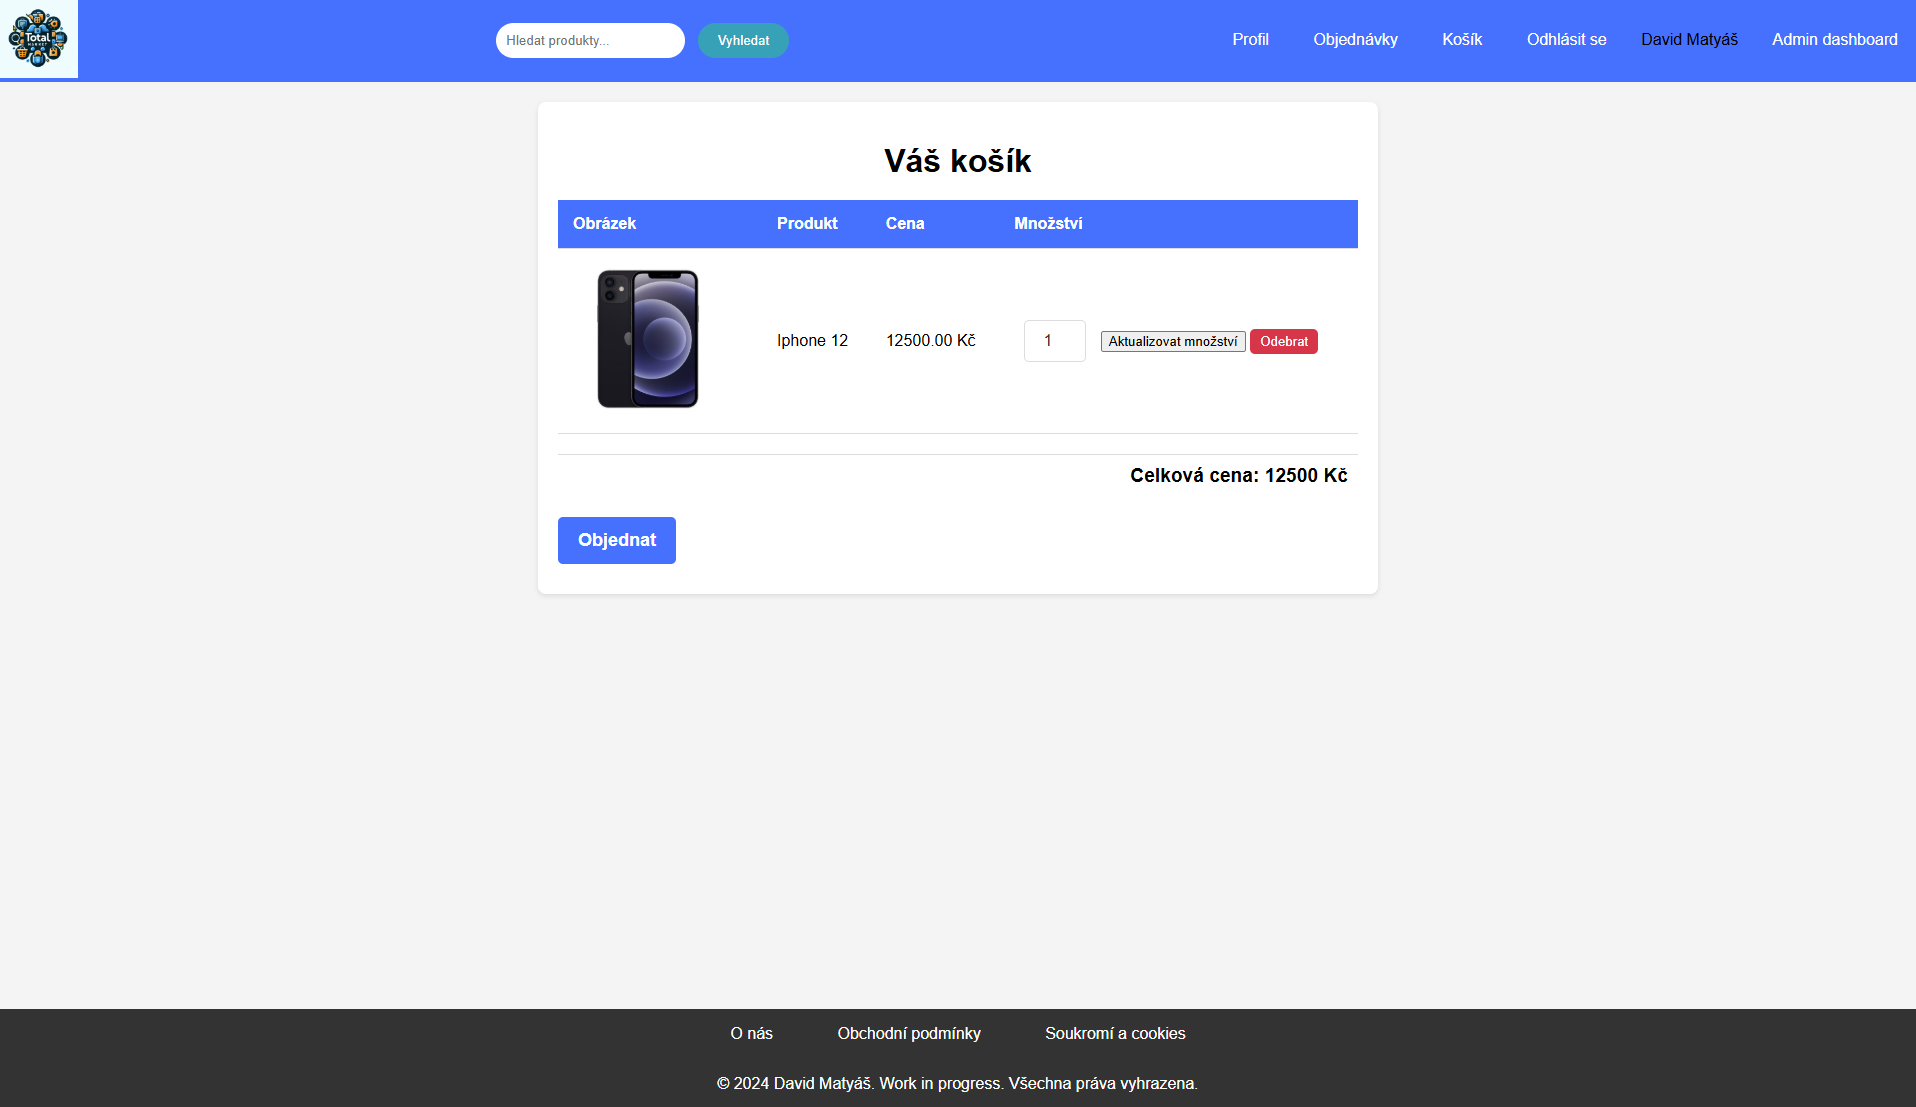 Total
MARKET
Hledat produkty...
Vyhledat
Profil
Objednávky
Košík
Odhlásit se
David Matyáš
Admin dashboard
Váš košík
Obrázek Produkt Cena Množství
Iphone 12 12500.00 Kč 1 Aktualizovat množství Odebrat
Celková cena: 12500 Kč
Objednat
O nás Obchodní podmínky Soukromí a cookies
© 2024 David Matyáš. Work in progress. Všechna práva vyhrazena.